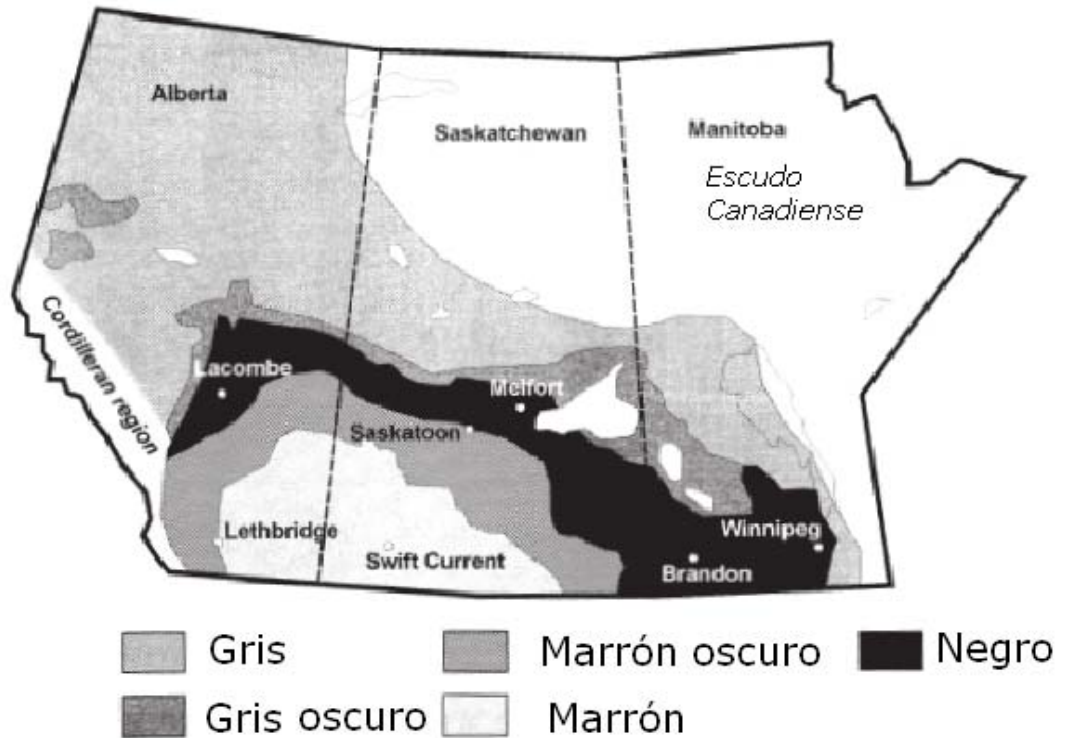 Alberta
Saskatchewan
Manitoba
Escudo
Canadiense
Cordilleran region
Lacombe
Melfort
Saskatoon
Lethbridge
Swift Current
Winnipeg
Brandon
Gris
Marrón oscuro
Negro
Gris oscuro
Marrón